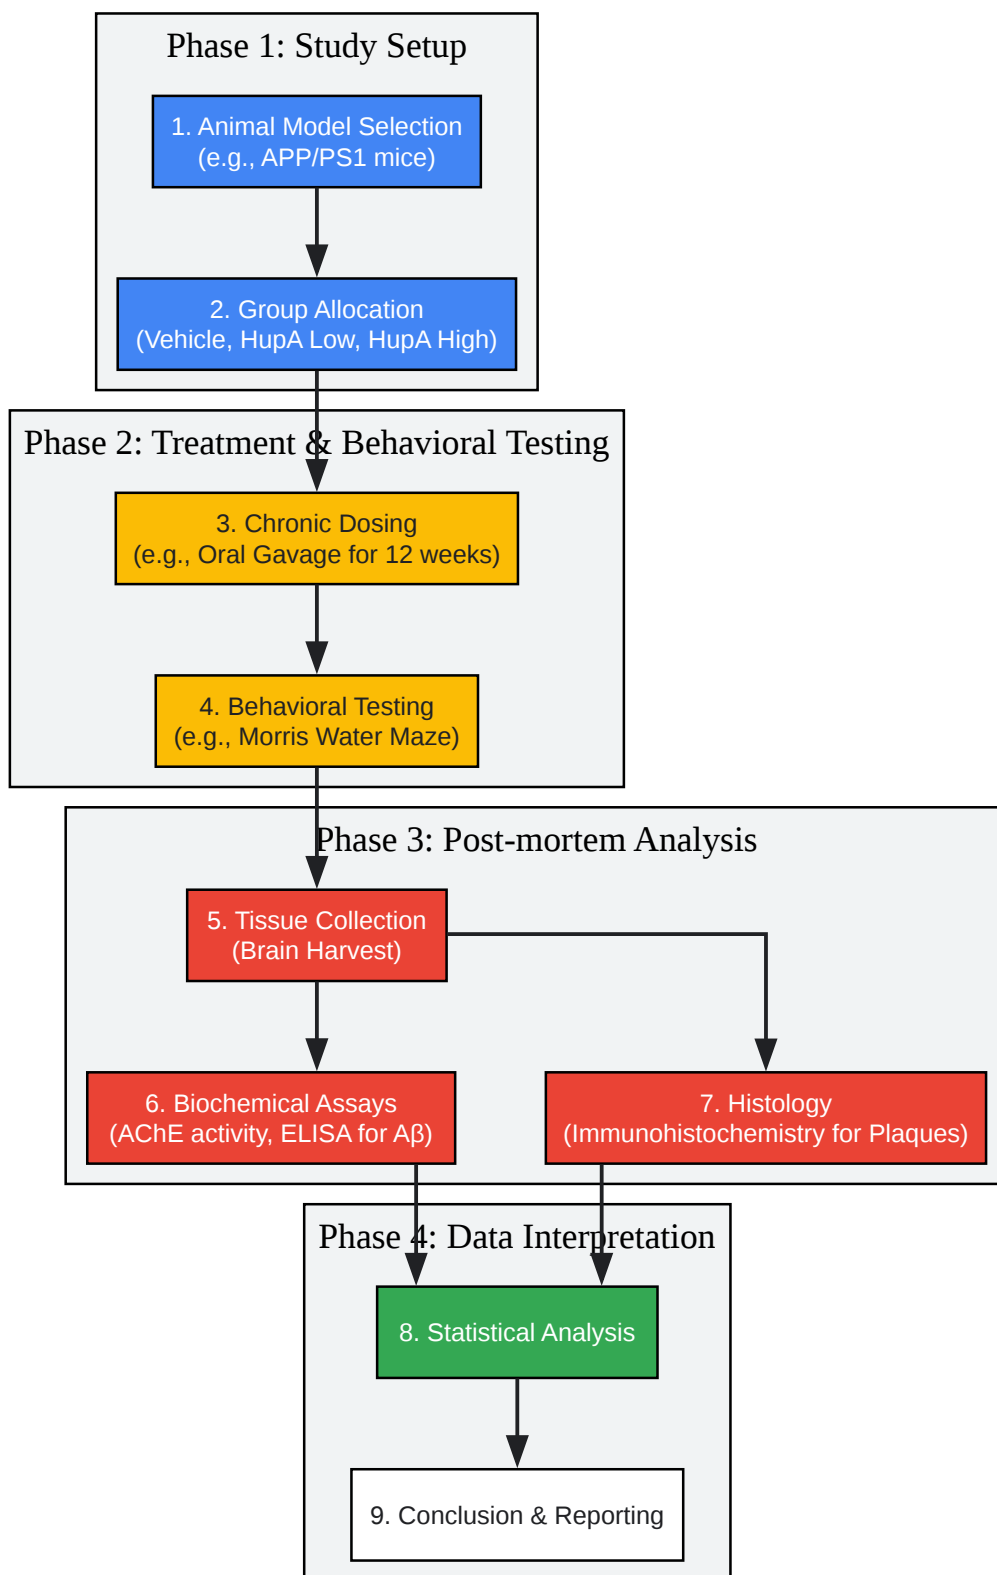 Phase 1: Study Setup
1. Animal Model Selection
(e.g., APP/PS1 mice)
2. Group Allocation
(Vehicle, HupA Low, HupA High)
Phase 2: Treatment & Behavioral Testing
3. Chronic Dosing
(e.g., Oral Gavage for 12 weeks)
4. Behavioral Testing
(e.g., Morris Water Maze)
Phase 3: Post-mortem Analysis
5. Tissue Collection
(Brain Harvest)
6. Biochemical Assays
(AChE activity, ELISA for Aβ)
7. Histology
(Immunohistochemistry for Plaques)
Phase 4: Data Interpretation
8. Statistical Analysis
9. Conclusion & Reporting